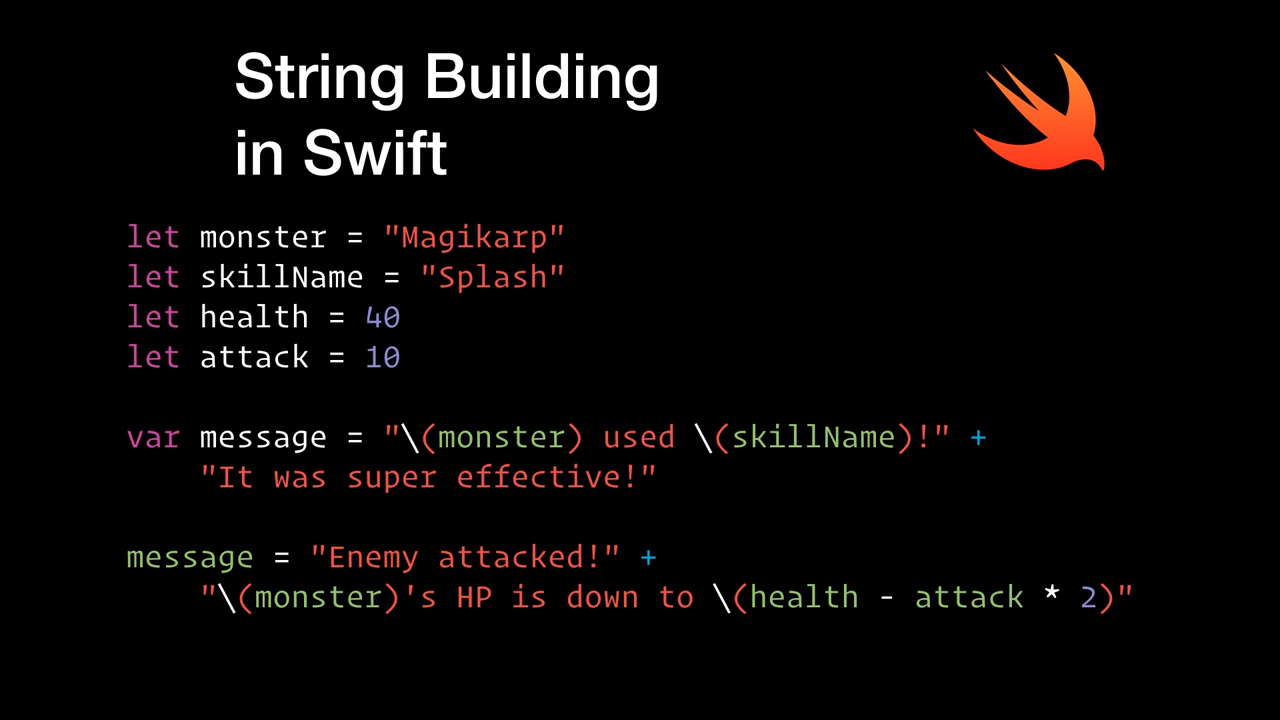 String Building
in Swift
let monster = "Magikarp"
let skillName = "Splash"
let health = 40
let attack = 10
var message = "\(monster) used \(skillName)!" +
"It was super effective!"
message = "Enemy attacked!" +
"\(monster)'s HP is down to \(health - attack * 2)"